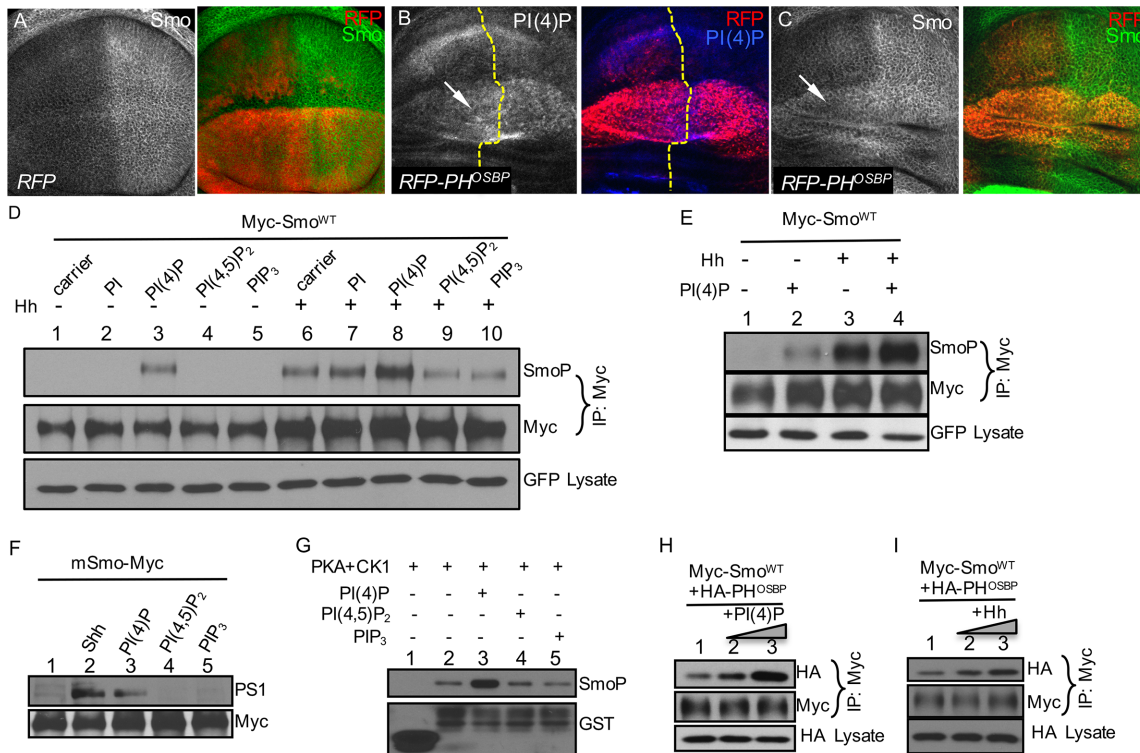 A Smo RFP Smo B PI(4)P RFP PI(4)P C Smo RFP Smo
RFP RFP-PH^OSBP RFP-PH^OSBP
D
Myc-Smo^WT
carrier PI PI(4)P PI(4,5)P₂ PIP₃ carrier PI PI(4)P PI(4,5)P₂ PIP₃
Hh - - - - - + + + + +
1 2 3 4 5 6 7 8 9 10
SmoP
Myc
IP: Myc
GFP Lysate
E
Myc-Smo^WT
Hh - - + +
PI(4)P - + - +
1 2 3 4
SmoP
Myc
IP: Myc
GFP Lysate
F
mSmo-Myc
Shh PI(4)P PI(4,5)P₂ PIP₃
1 2 3 4 5
PS1
Myc
G
PKA+CK1 + + + + +
PI(4)P - - + - -
PI(4,5)P₂ - - - + -
PIP₃ - - - - +
1 2 3 4 5
SmoP
GST
H
Myc-Smo^WT
+HA-PH^OSBP
+PI(4)P
1 2 3
HA
Myc
IP: Myc
HA Lysate
I
Myc-Smo^WT
+HA-PH^OSBP
+Hh
1 2 3
HA
Myc
IP: Myc
HA Lysate